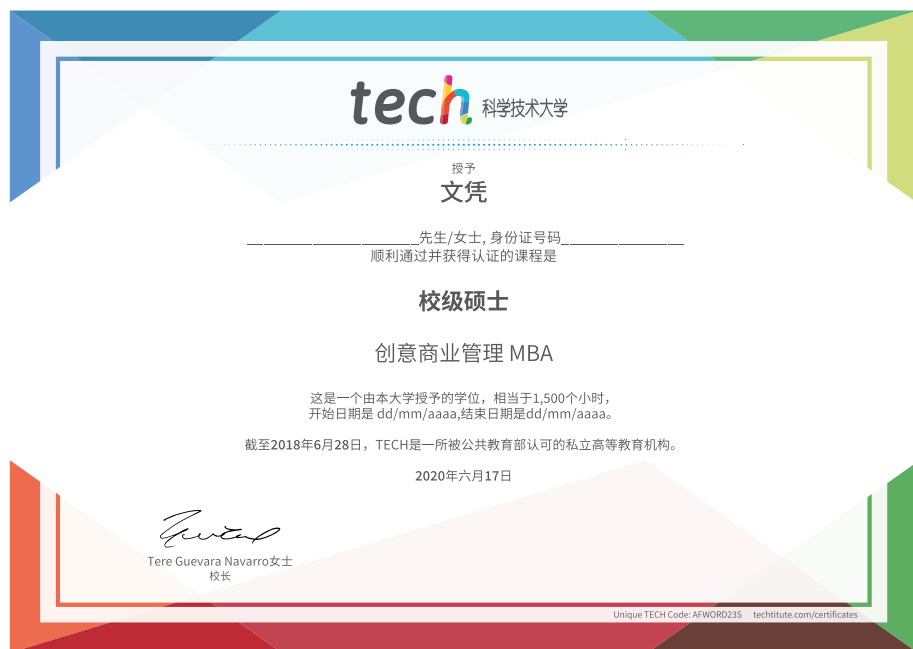 tech 科学技术大学
授予
文凭
_____________________先生/女士, 身份证号码_______________
顺利通过并获得认证的课程是
校级硕士
创意商业管理 MBA
这是一个由本大学授予的学位，相当于1,500个小时，
开始日期是 dd/mm/aaaa,结束日期是dd/mm/aaaa。
截至2018年6月28日，TECH是一所被公共教育部认可的私立高等教育机构。
2020年六月17日
Tere Guevara Navarro女士
校长
Unique TECH Code: AFWORD23S techtitute.com/certificates